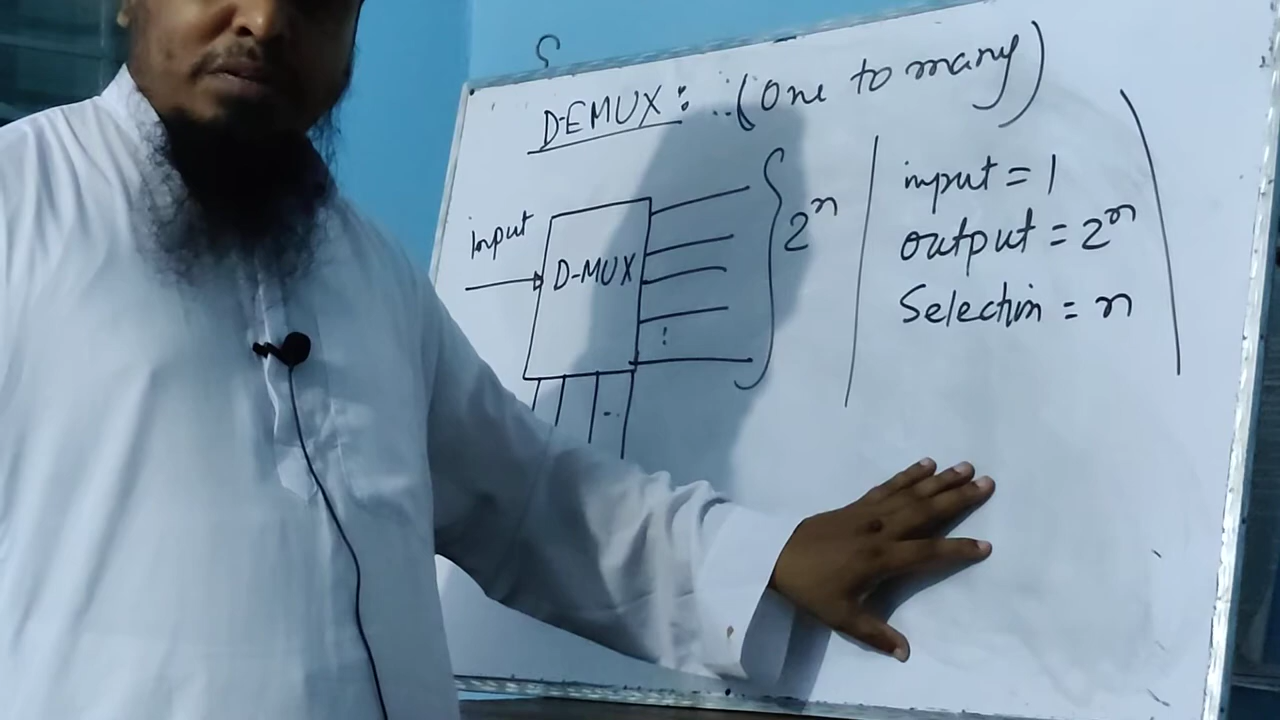 DEMUX: (One to many)
Input
D-MUX
2ⁿ
input = 1
output = 2ⁿ
Selection = n